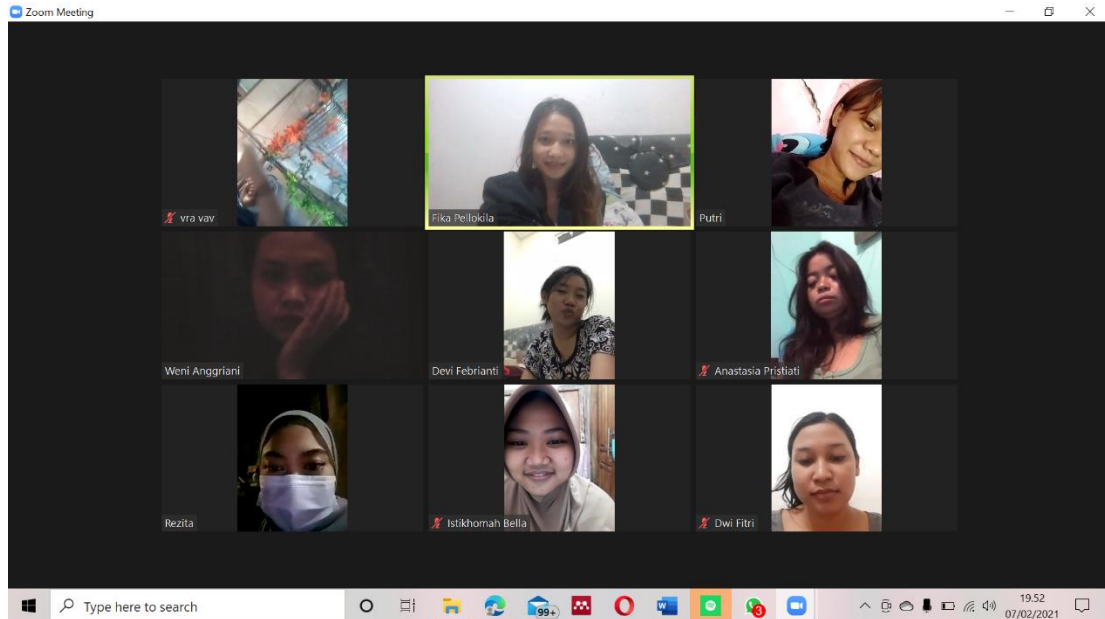 Zoom Meeting
vra vav
Fika Pellokila
Putri
Weni Anggriani
Devi Febrianti
Anastasia Pristiati
Rezita
Istikhomah Bella
Dwi Fitri
Type here to search
99+
W
3
19.52
07/02/2021